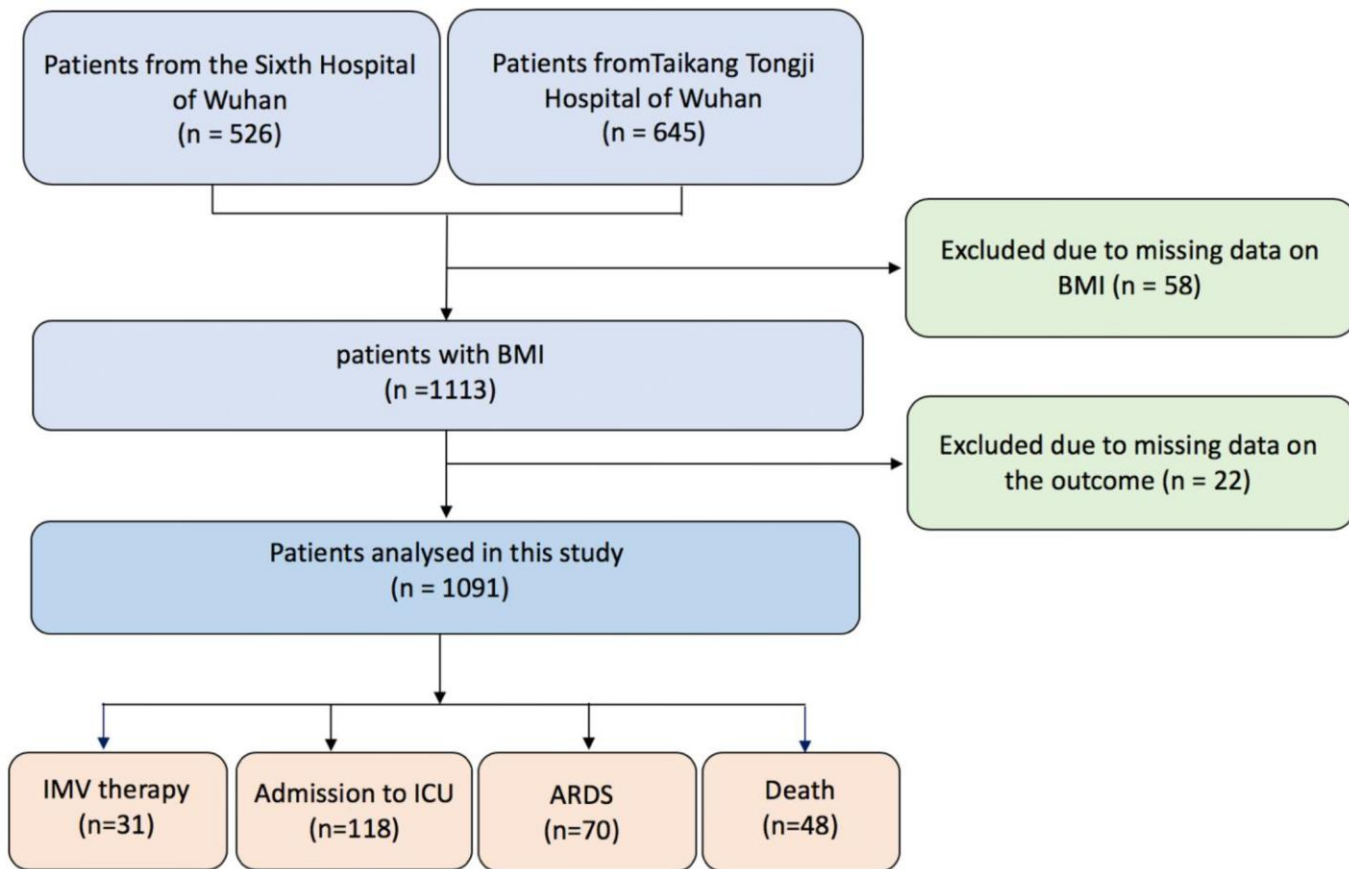 Patients from the Sixth Hospital
of Wuhan
(n = 526)
Patients fromTaikang Tongji
Hospital of Wuhan
(n = 645)
Excluded due to missing data on
BMI (n = 58)
patients with BMI
(n =1113)
Excluded due to missing data on
the outcome (n = 22)
Patients analysed in this study
(n = 1091)
IMV therapy
(n=31)
Admission to ICU
(n=118)
ARDS
(n=70)
Death
(n=48)